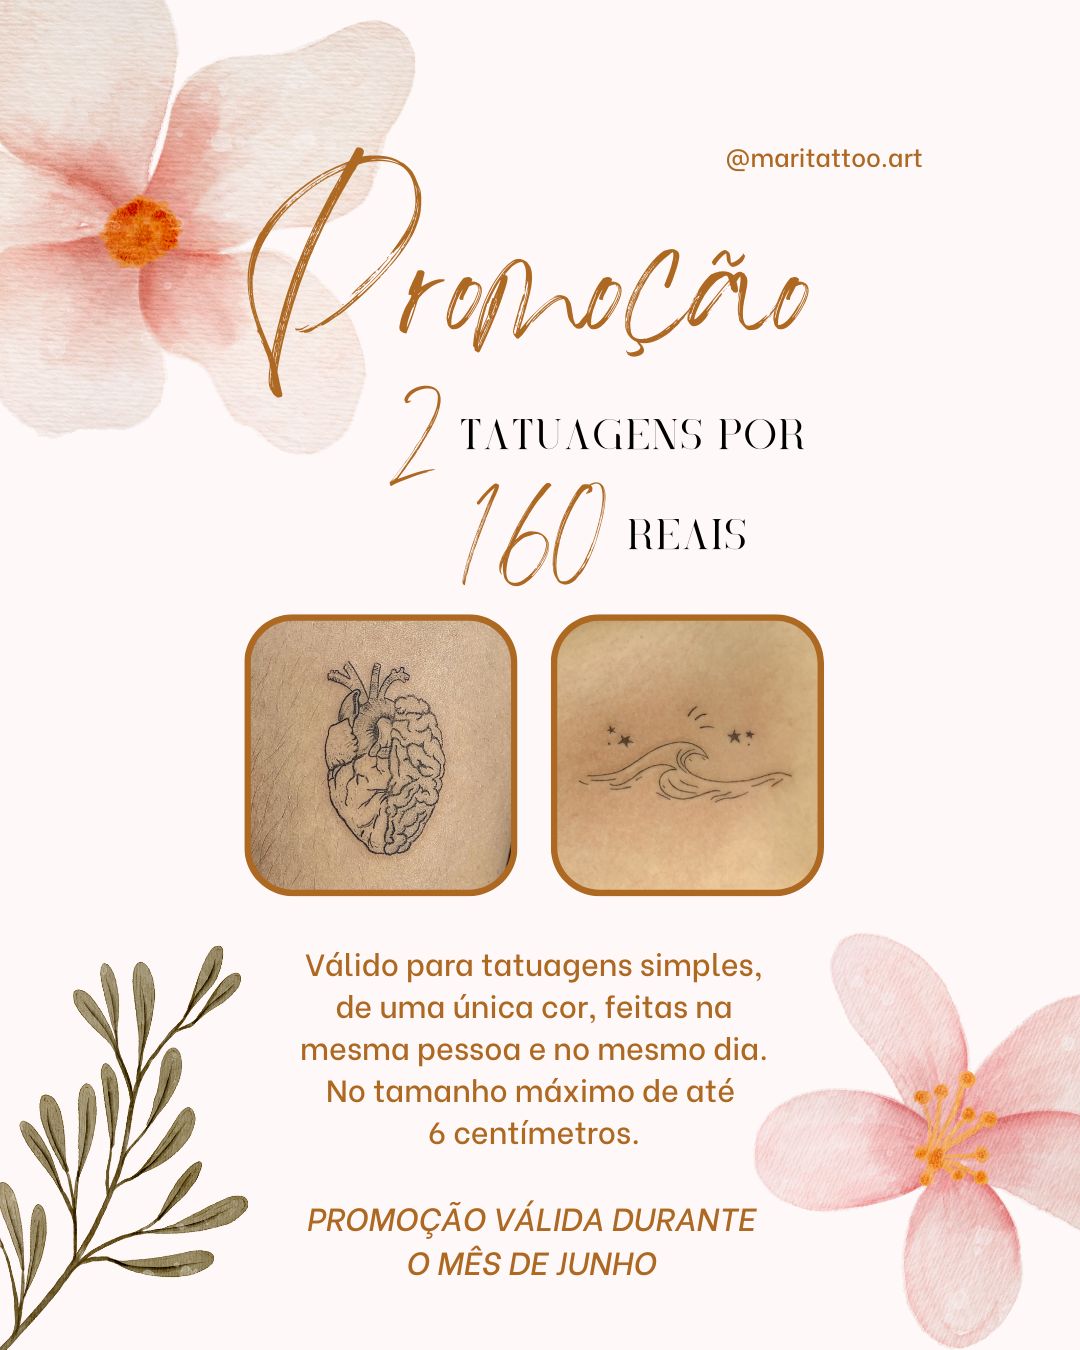 @maritattoo.art
Promoção
2 TATUAGENS POR
160 REAIS
Válido para tatuagens simples,
de uma única cor, feitas na
mesma pessoa e no mesmo dia.
No tamanho máximo de até
6 centímetros.
PROMOÇÃO VÁLIDA DURANTE
O MÊS DE JUNHO